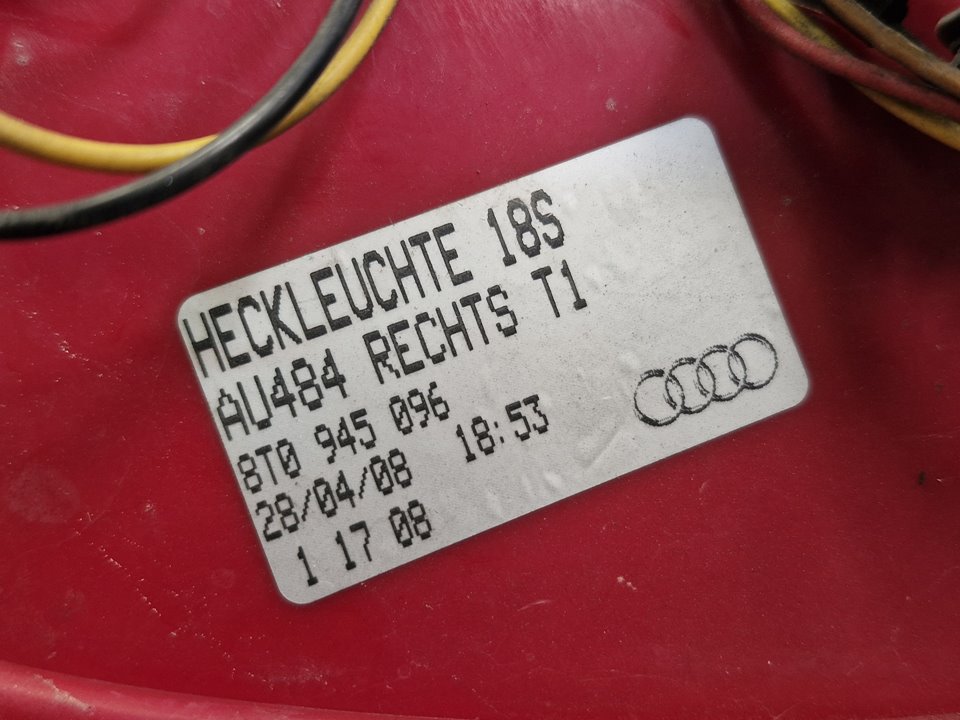 HECKLEUCHTE 18S
AU484 RECHTS T1
8T0 945 096
28/04/08 18:53
1 17 08